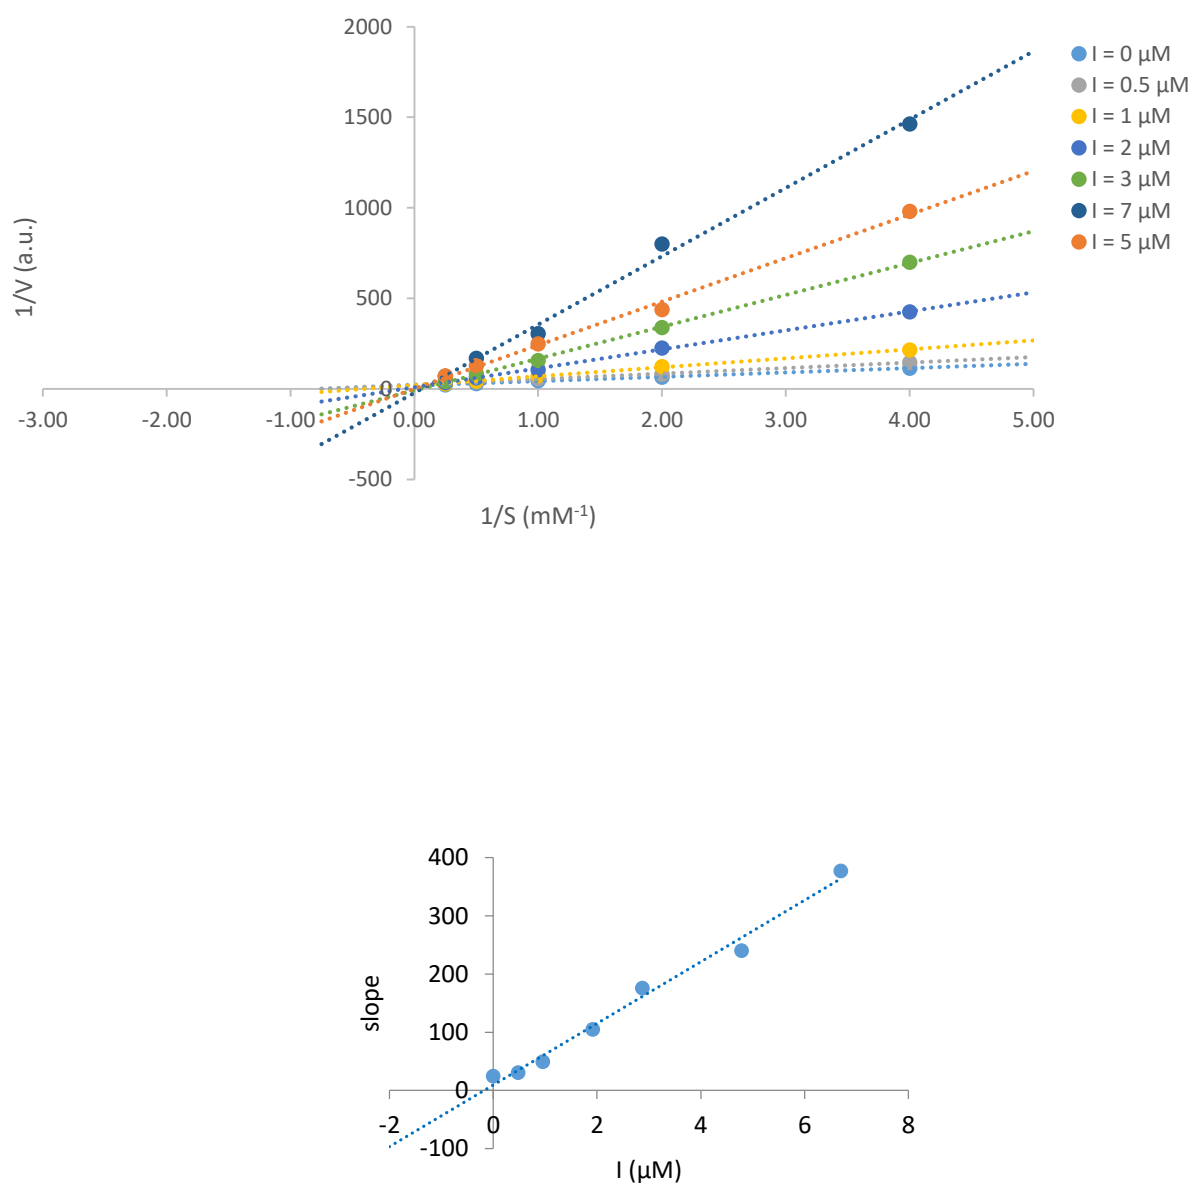 2000
1500
1000
500
0
-500
-3.00 -2.00 -1.00 0.00 1.00 2.00 3.00 4.00 5.00
1/V (a.u.)
1/S (mM-1)
I = 0 µM
I = 0.5 µM
I = 1 µM
I = 2 µM
I = 3 µM
I = 7 µM
I = 5 µM
400
300
200
100
0
-100
-2 0 2 4 6 8
slope
I (µM)